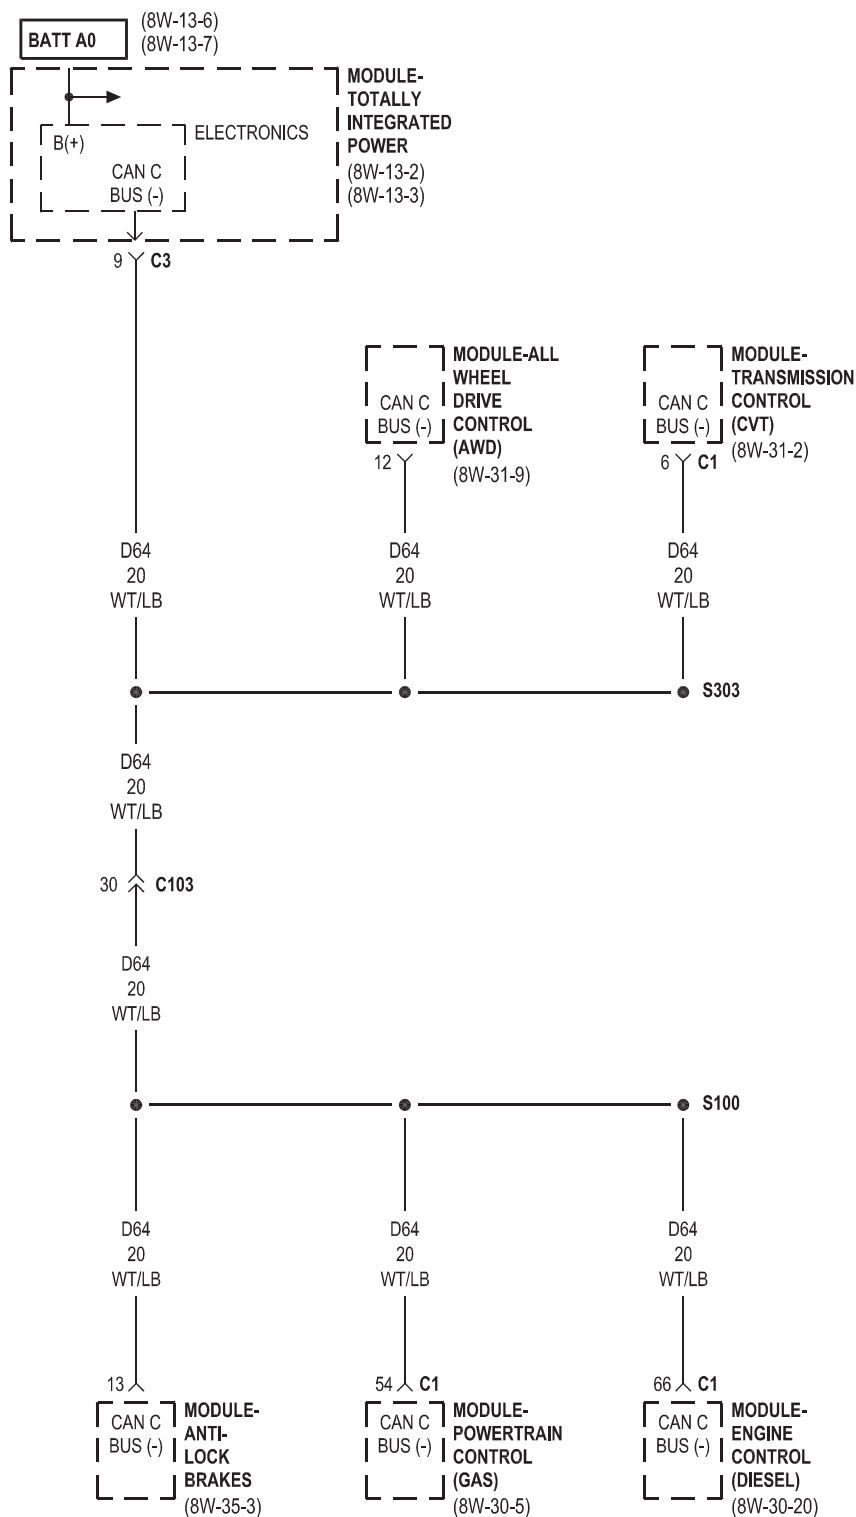 BATT A0
(8W-13-6)
(8W-13-7)
MODULE-
TOTALLY
INTEGRATED
POWER
(8W-13-2)
(8W-13-3)
B(+)
ELECTRONICS
CAN C
BUS (-)
9
C3
CAN C
BUS (-)
MODULE-ALL
WHEEL
DRIVE
CONTROL
(AWD)
(8W-31-9)
12
CAN C
BUS (-)
MODULE-
TRANSMISSION
CONTROL
(CVT)
(8W-31-2)
6
C1
D64
20
WT/LB
D64
20
WT/LB
D64
20
WT/LB
S303
D64
20
WT/LB
30
C103
D64
20
WT/LB
S100
D64
20
WT/LB
D64
20
WT/LB
D64
20
WT/LB
13
CAN C
BUS (-)
MODULE-
ANTI-
LOCK
BRAKES
(8W-35-3)
54
C1
CAN C
BUS (-)
MODULE-
POWERTRAIN
CONTROL
(GAS)
(8W-30-5)
66
C1
CAN C
BUS (-)
MODULE-
ENGINE
CONTROL
(DIESEL)
(8W-30-20)